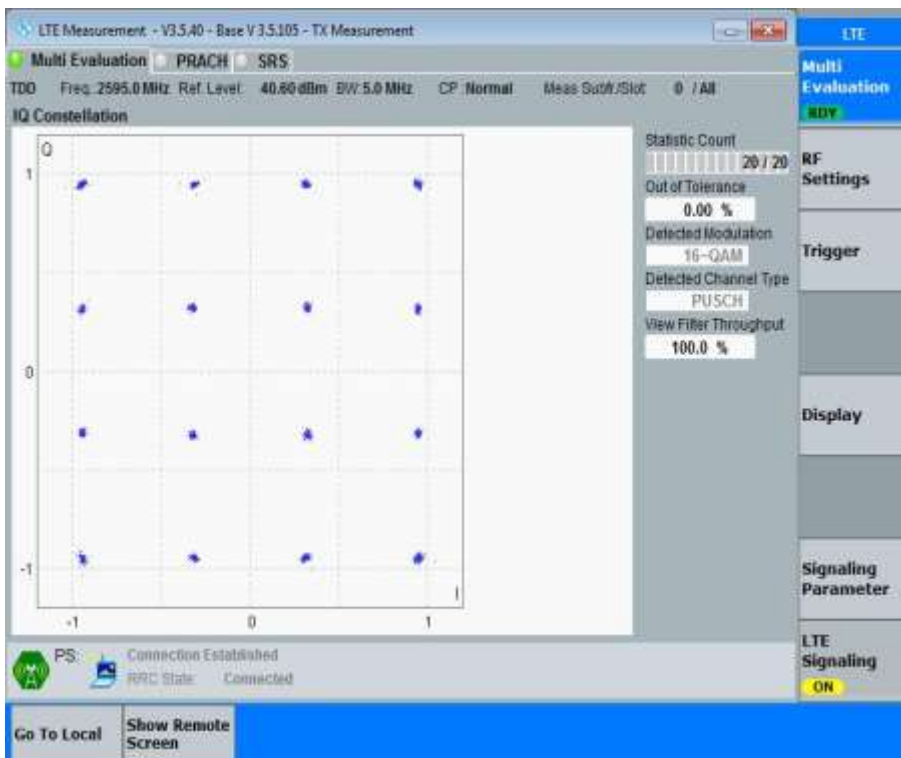 LTE Measurement - V3.5.40 - Base V 3.5.105 - TX Measurement
LTE
Multi Evaluation PRACH SRS
Multi Evaluation
RDY
TDD Freq.: 2595.0 MHz Ref. Level: 40.60 dBm BW: 5.0 MHz CP: Normal Meas Subfr./Slot: 0 / All
IQ Constellation
Q
1
0
-1
-1 0 1
I
Statistic Count
20 / 20
Out of Tolerance
0.00 %
Detected Modulation
16-QAM
Detected Channel Type
PUSCH
View Filter Throughput
100.0 %
RF Settings
Trigger
Display
Signaling Parameter
LTE Signaling
ON
PS: Connection Established
RRC State: Connected
Go To Local
Show Remote Screen